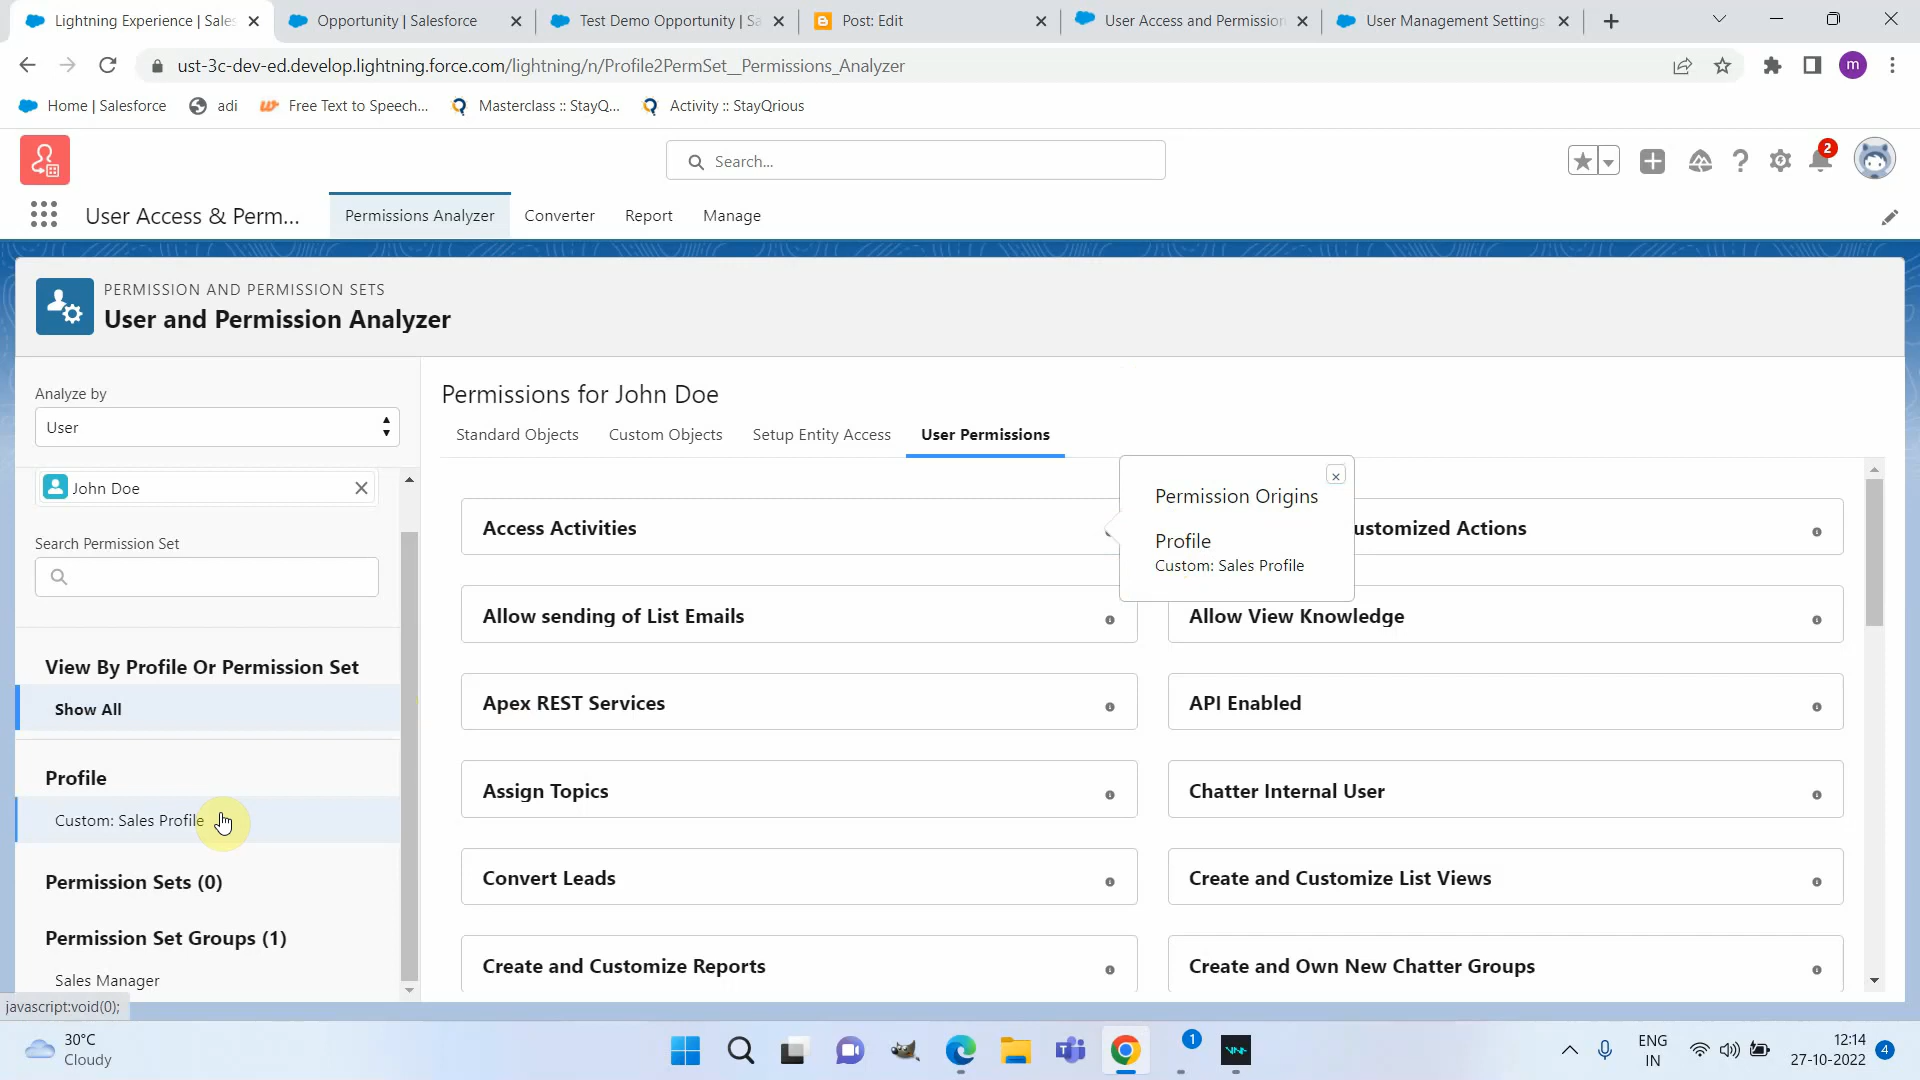 Lightning Experience | Sales
Opportunity | Salesforce
Test Demo Opportunity | Sa
Post: Edit
User Access and Permission
User Management Settings
ust-3c-dev-ed.develop.lightning.force.com/lightning/n/Profile2PermSet__Permissions_Analyzer
m
Home | Salesforce
adi
Free Text to Speech...
Masterclass :: StayQ...
Activity :: StayQrious
Search...
2
User Access & Perm...
Permissions Analyzer
Converter
Report
Manage
PERMISSION AND PERMISSION SETS
User and Permission Analyzer
Analyze by
User
John Doe
Search Permission Set
View By Profile Or Permission Set
Show All
Profile
Custom: Sales Profile
Permission Sets (0)
Permission Set Groups (1)
Sales Manager
javascript:void(0);
Permissions for John Doe
Standard Objects
Custom Objects
Setup Entity Access
User Permissions
Access Activities
ustomized Actions
Permission Origins
Profile
Custom: Sales Profile
Allow sending of List Emails
Allow View Knowledge
Apex REST Services
API Enabled
Assign Topics
Chatter Internal User
Convert Leads
Create and Customize List Views
Create and Customize Reports
Create and Own New Chatter Groups
30°C
Cloudy
1
ENG
IN
12:14
27-10-2022
4